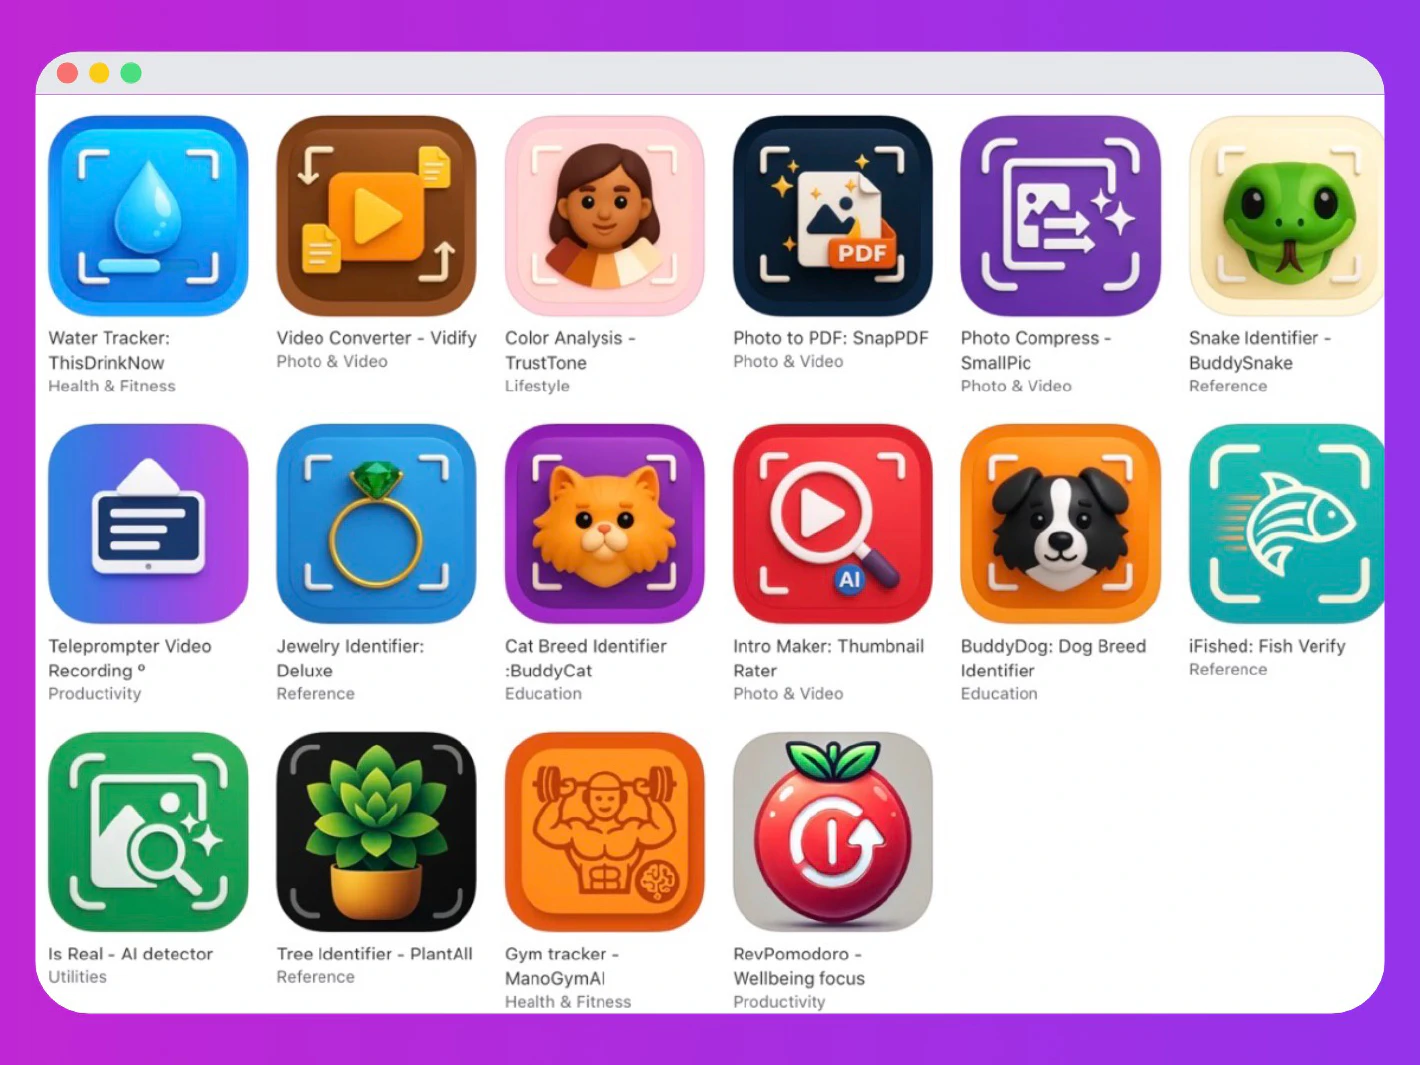 PDF
Water Tracker:
ThisDrinkNow
Health & Fitness
Video Converter - Vidify
Photo & Video
Color Analysis -
TrustTone
Lifestyle
Photo to PDF: SnapPDF
Photo & Video
Photo Compress -
SmallPic
Photo & Video
Snake Identifier -
BuddySnake
Reference
AI
Teleprompter Video
Recording °
Productivity
Jewelry Identifier:
Deluxe
Reference
Cat Breed Identifier
:BuddyCat
Education
Intro Maker: Thumbnail
Rater
Photo & Video
BuddyDog: Dog Breed
Identifier
Education
iFished: Fish Verify
Reference
Is Real - AI detector
Utilities
Tree Identifier - PlantAll
Reference
Gym tracker -
ManoGymAI
Health & Fitness
RevPomodoro -
Wellbeing focus
Productivity